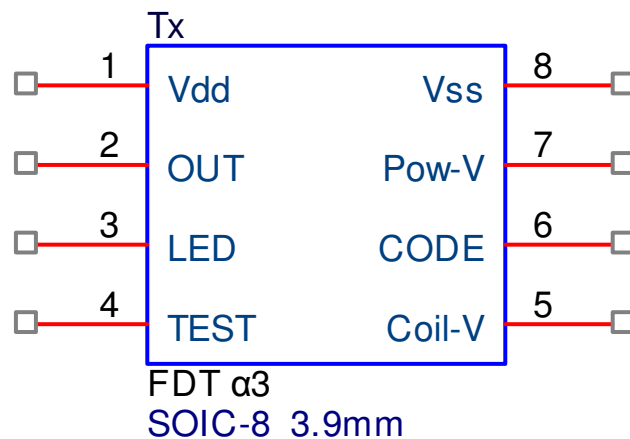 Tx
1 Vdd Vss 8
2 OUT Pow-V 7
3 LED CODE 6
4 TEST Coil-V 5
FDT α3
SOIC-8 3.9mm